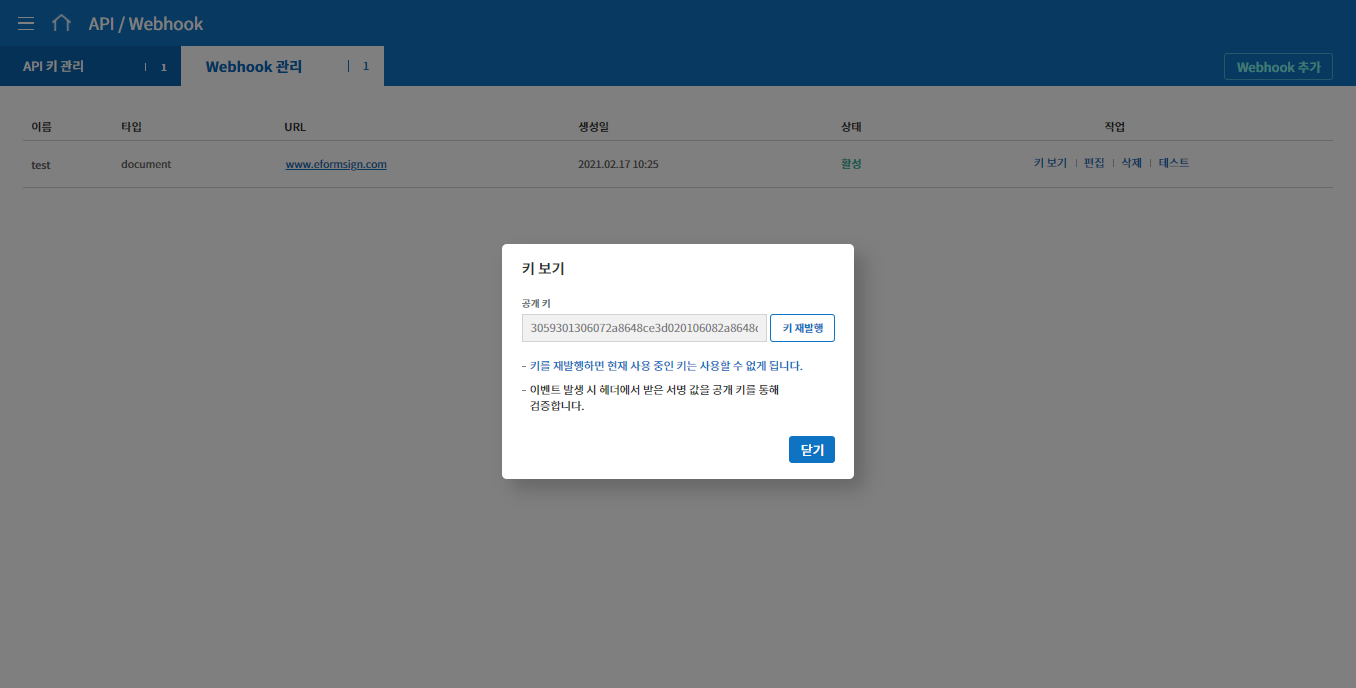 API / Webhook
API 키 관리 | 1
Webhook 관리 | 1
Webhook 추가
이름 타입 URL 생성일 상태 작업
test document www.eformsign.com 2021.02.17 10:25 활성 키 보기 | 편집 | 삭제 | 테스트
키 보기
공개 키
3059301306072a8648ce3d020106082a8648c
키 재발행
- 키를 재발행하면 현재 사용 중인 키는 사용할 수 없게 됩니다.
- 이벤트 발생 시 헤더에서 받은 서명 값을 공개 키를 통해
검증합니다.
닫기